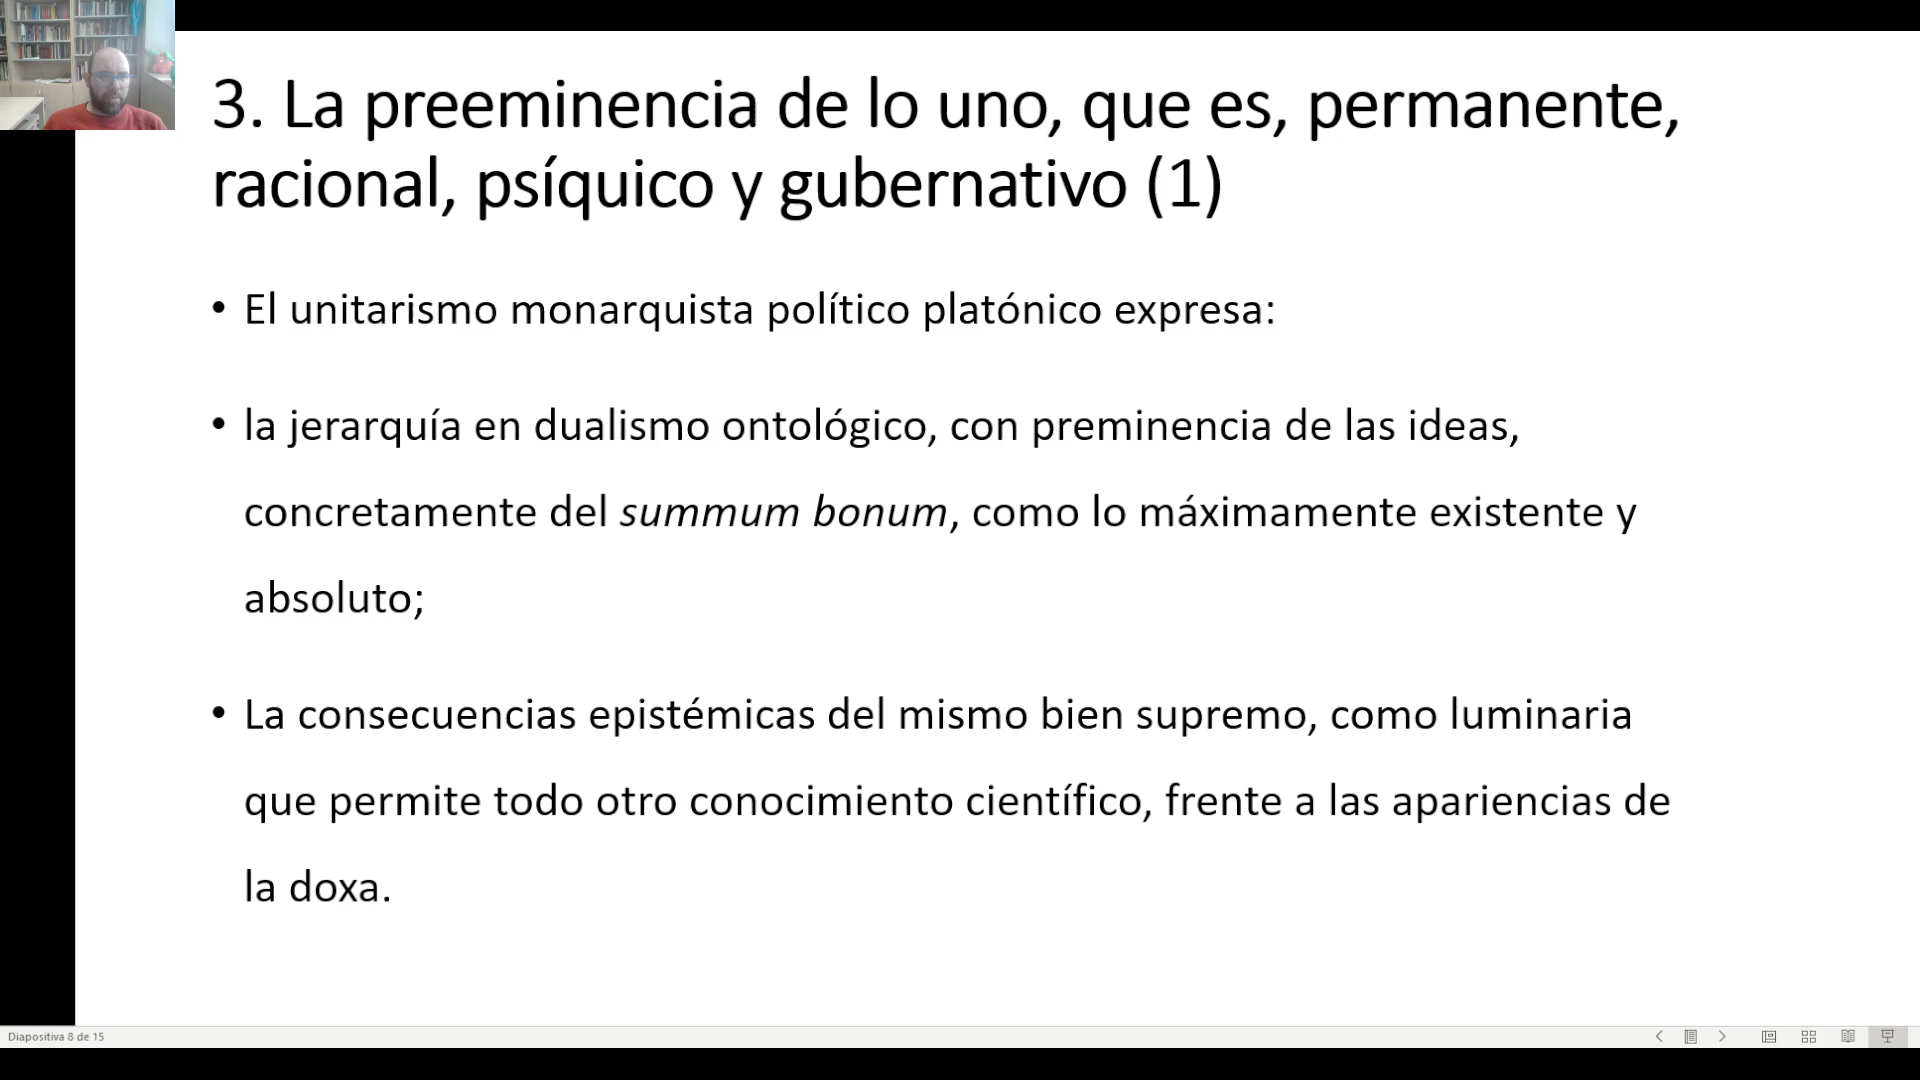 3. La preeminencia de lo uno, que es, permanente,
racional, psíquico y gubernativo (1)
• El unitarismo monarquista político platónico expresa:
• la jerarquía en dualismo ontológico, con preminencia de las ideas,
concretamente del summum bonum, como lo máximamente existente y
absoluto;
• La consecuencias epistémicas del mismo bien supremo, como luminaria
que permite todo otro conocimiento científico, frente a las apariencias de
la doxa.
Diapositiva 8 de 15